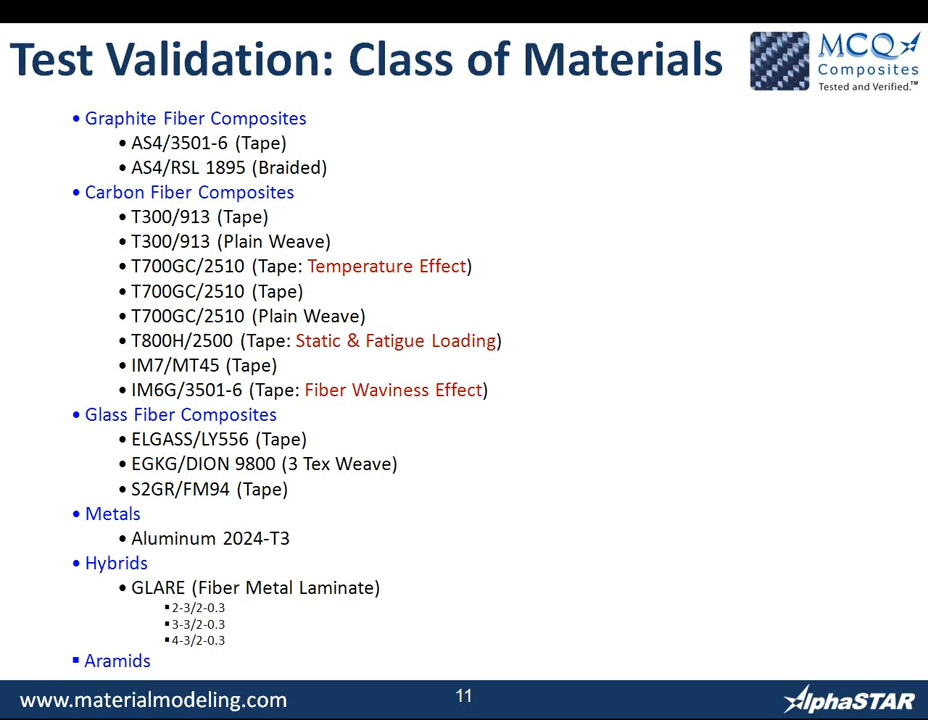 Test Validation: Class of Materials
MCQ
Composites
Tested and Verified.™
• Graphite Fiber Composites
• AS4/3501-6 (Tape)
• AS4/RSL 1895 (Braided)
• Carbon Fiber Composites
• T300/913 (Tape)
• T300/913 (Plain Weave)
• T700GC/2510 (Tape: Temperature Effect)
• T700GC/2510 (Tape)
• T700GC/2510 (Plain Weave)
• T800H/2500 (Tape: Static & Fatigue Loading)
• IM7/MT45 (Tape)
• IM6G/3501-6 (Tape: Fiber Waviness Effect)
• Glass Fiber Composites
• ELGASS/LY556 (Tape)
• EGKG/DION 9800 (3 Tex Weave)
• S2GR/FM94 (Tape)
• Metals
• Aluminum 2024-T3
• Hybrids
• GLARE (Fiber Metal Laminate)
▪ 2-3/2-0.3
▪ 3-3/2-0.3
▪ 4-3/2-0.3
▪ Aramids
www.materialmodeling.com
11
AlphaSTAR